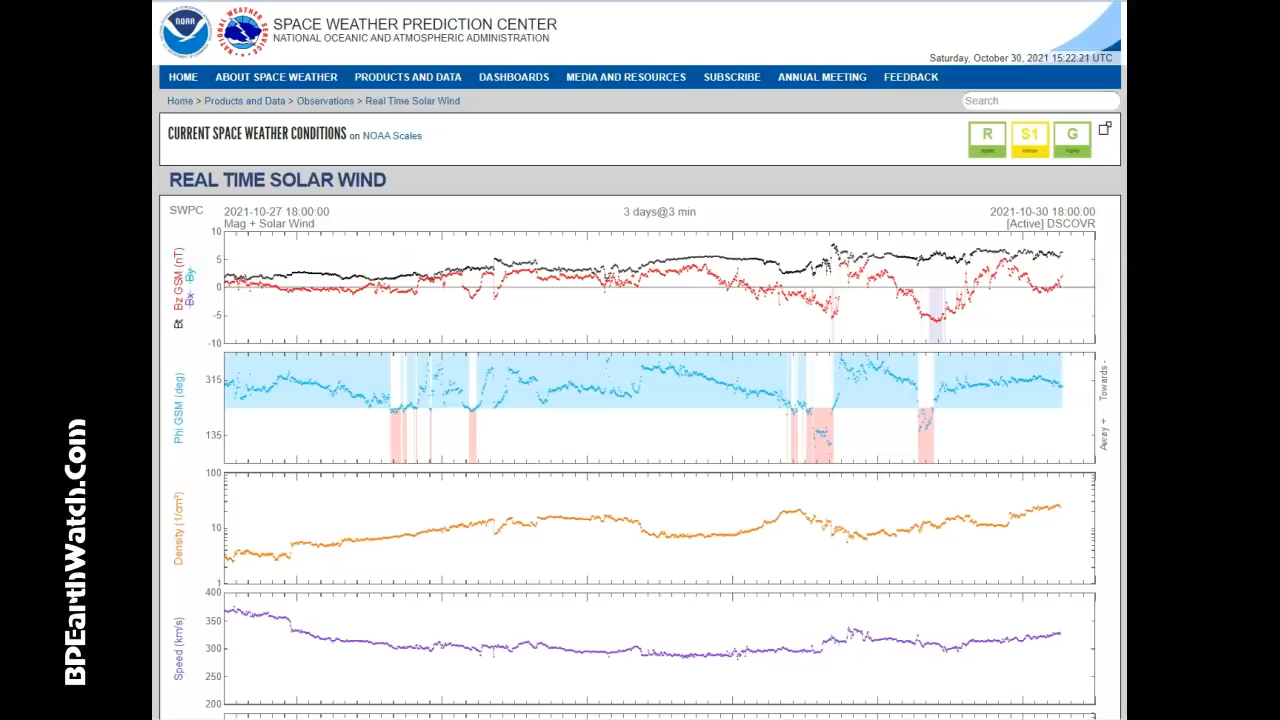 NOAA
NATIONAL WEATHER SERVICE
SPACE WEATHER PREDICTION CENTER
NATIONAL OCEANIC AND ATMOSPHERIC ADMINISTRATION
Saturday, October 30, 2021 15:22:21 UTC
HOME ABOUT SPACE WEATHER PRODUCTS AND DATA DASHBOARDS MEDIA AND RESOURCES SUBSCRIBE ANNUAL MEETING FEEDBACK
Home > Products and Data > Observations > Real Time Solar Wind
Search
CURRENT SPACE WEATHER CONDITIONS on NOAA Scales
R S1 G
REAL TIME SOLAR WIND
SWPC 2021-10-27 18:00:00 3 days@3 min 2021-10-30 18:00:00
Mag + Solar Wind [Active] DSCOVR
10
5
0
-5
-10
Bt Bz GSM (nT)
Bx By
315
135
Phi GSM (deg)
Away + Towards -
100
10
1
Density (1/cm³)
400
350
300
250
200
Speed (km/s)
BPEarthWatch.Com